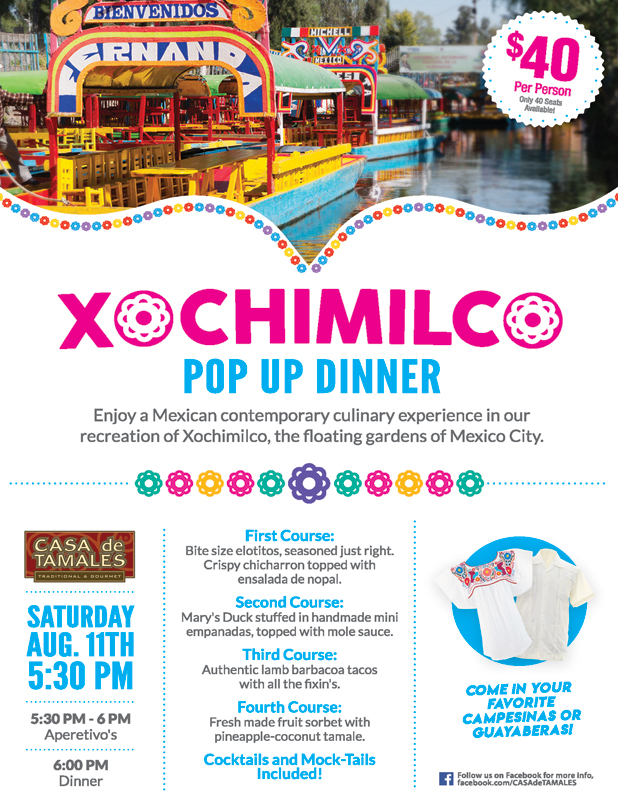 BIENVENIDOS
FERNANDA
MICHELL
MEXICO
$40
Per Person
Only 40 Seats
Available!
XOCHIMILCO
POP UP DINNER
Enjoy a Mexican contemporary culinary experience in our
recreation of Xochimilco, the floating gardens of Mexico City.
CASA de
TAMALES
TRADITIONAL & GOURMET
SATURDAY
AUG. 11TH
5:30 PM
5:30 PM - 6 PM
Aperetivo's
6:00 PM
Dinner
First Course:
Bite size elotitos, seasoned just right.
Crispy chicharron topped with
ensalada de nopal.
Second Course:
Mary's Duck stuffed in handmade mini
empanadas, topped with mole sauce.
Third Course:
Authentic lamb barbacoa tacos
with all the fixin's.
Fourth Course:
Fresh made fruit sorbet with
pineapple-coconut tamale.
Cocktails and Mock-Tails
Included!
COME IN YOUR
FAVORITE
CAMPESINAS OR
GUAYABERAS!
Follow us on Facebook for more Info,
facebook.com/CASAdeTAMALES